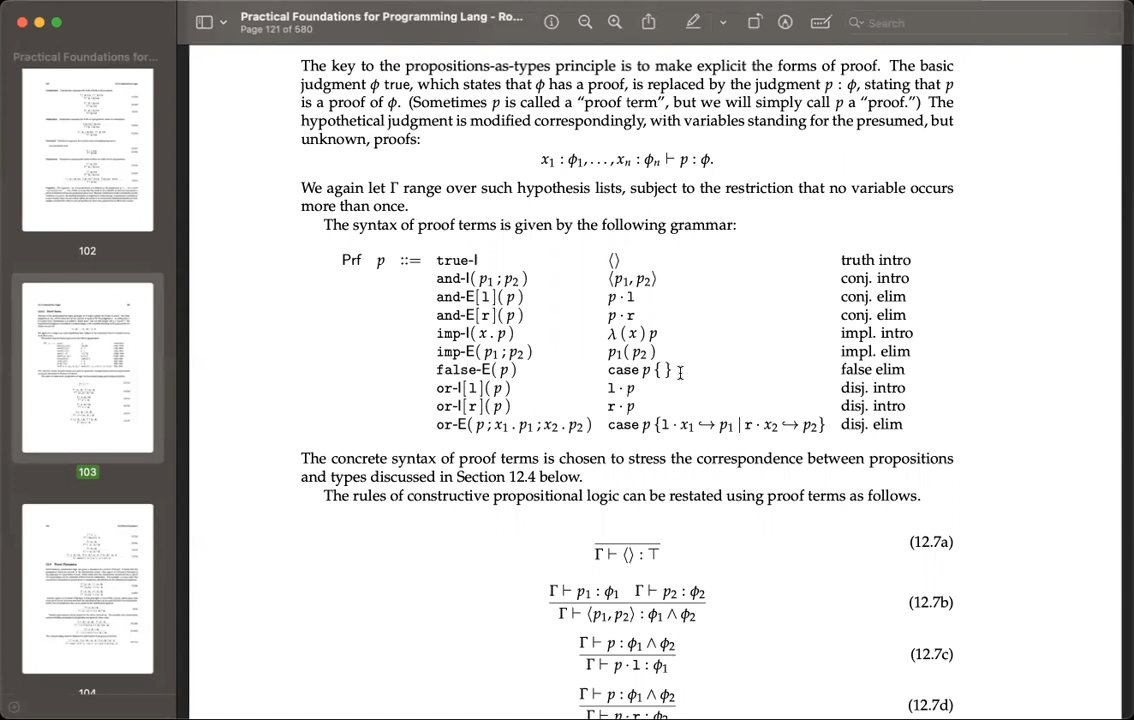 Practical Foundations for Programming Lang - Ro...
Page 121 of 580
Search
Practical Foundations for...
102
103
104
The key to the propositions-as-types principle is to make explicit the forms of proof. The basic
judgment ϕ true, which states that ϕ has a proof, is replaced by the judgment p : ϕ, stating that p
is a proof of ϕ. (Sometimes p is called a “proof term”, but we will simply call p a “proof.”) The
hypothetical judgment is modified correspondingly, with variables standing for the presumed, but
unknown, proofs:
x₁ : ϕ₁, . . . , xₙ : ϕₙ ⊢ p : ϕ.
We again let Γ range over such hypothesis lists, subject to the restriction that no variable occurs
more than once.
The syntax of proof terms is given by the following grammar:
Prf p ::= true-I ⟨⟩ truth intro
and-I(p₁; p₂) ⟨p₁, p₂⟩ conj. intro
and-E[l](p) p · l conj. elim
and-E[r](p) p · r conj. elim
imp-I(x.p) λ(x)p impl. intro
imp-E(p₁; p₂) p₁(p₂) impl. elim
false-E(p) case p { } false elim
or-I[l](p) l · p disj. intro
or-I[r](p) r · p disj. intro
or-E(p; x₁.p₁; x₂.p₂) case p {l · x₁ ↪ p₁ | r · x₂ ↪ p₂} disj. elim
The concrete syntax of proof terms is chosen to stress the correspondence between propositions
and types discussed in Section 12.4 below.
The rules of constructive propositional logic can be restated using proof terms as follows.
Γ ⊢ ⟨⟩ : ⊤ (12.7a)
Γ ⊢ p₁ : ϕ₁ Γ ⊢ p₂ : ϕ₂
Γ ⊢ ⟨p₁, p₂⟩ : ϕ₁ ∧ ϕ₂ (12.7b)
Γ ⊢ p : ϕ₁ ∧ ϕ₂
Γ ⊢ p · l : ϕ₁ (12.7c)
Γ ⊢ p : ϕ₁ ∧ ϕ₂
Γ ⊢ p · r : ϕ₂ (12.7d)